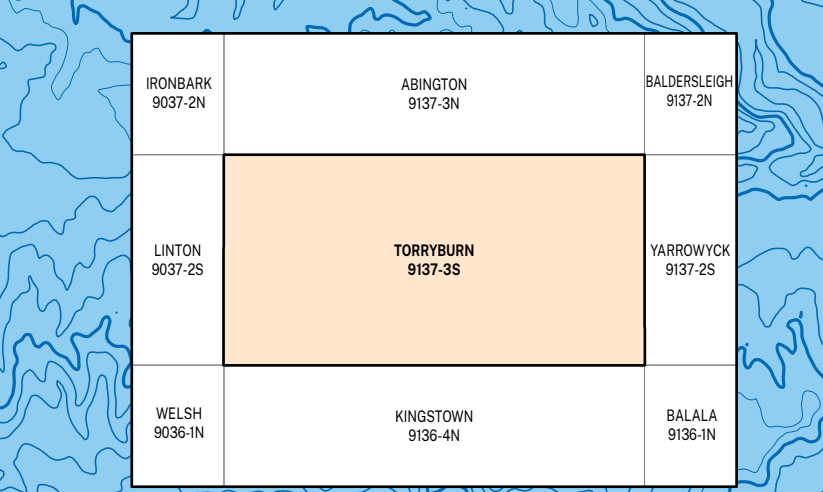 IRONBARK
9037-2N
ABINGTON
9137-3N
BALDERSLEIGH
9137-2N
LINTON
9037-2S
TORRYBURN
9137-3S
YARROWYCK
9137-2S
WELSH
9036-1N
KINGSTOWN
9136-4N
BALALA
9136-1N